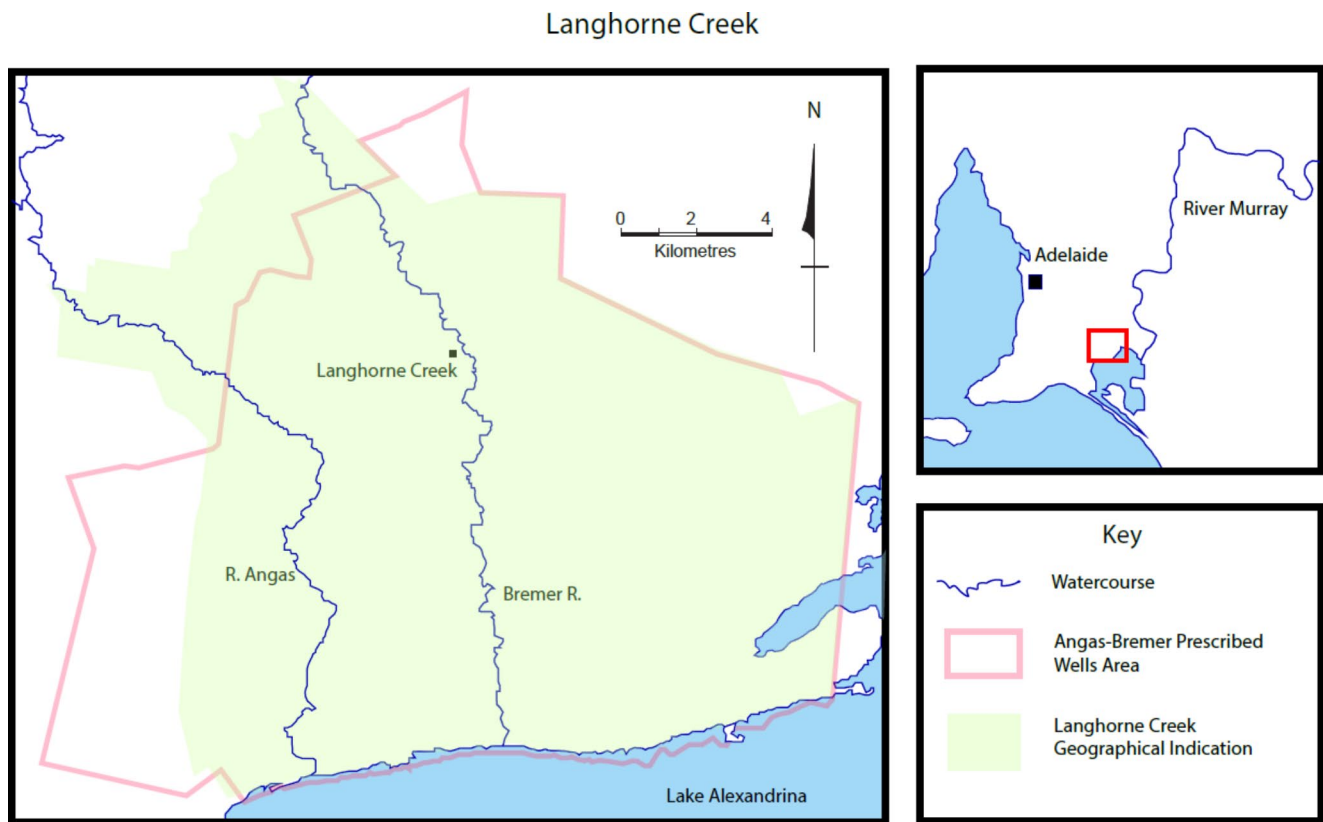 Langhorne Creek
N
0 2 4
Kilometres
Langhorne Creek
R. Angas
Bremer R.
Lake Alexandrina
River Murray
Adelaide
Key
Watercourse
Angas-Bremer Prescribed
Wells Area
Langhorne Creek
Geographical Indication